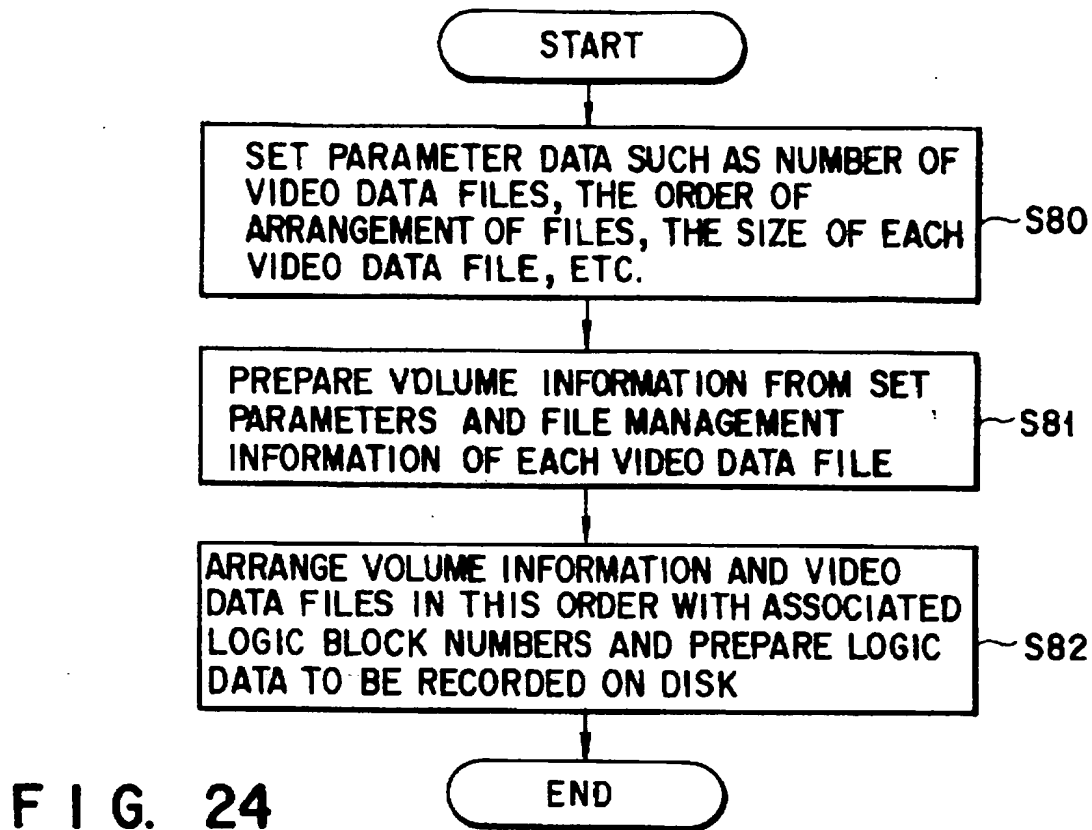 START
SET PARAMETER DATA SUCH AS NUMBER OF
VIDEO DATA FILES, THE ORDER OF
ARRANGEMENT OF FILES, THE SIZE OF EACH
VIDEO DATA FILE, ETC.
S80
PREPARE VOLUME INFORMATION FROM SET
PARAMETERS AND FILE MANAGEMENT
INFORMATION OF EACH VIDEO DATA FILE
S81
ARRANGE VOLUME INFORMATION AND VIDEO
DATA FILES IN THIS ORDER WITH ASSOCIATED
LOGIC BLOCK NUMBERS AND PREPARE LOGIC
DATA TO BE RECORDED ON DISK
S82
END
FIG. 24